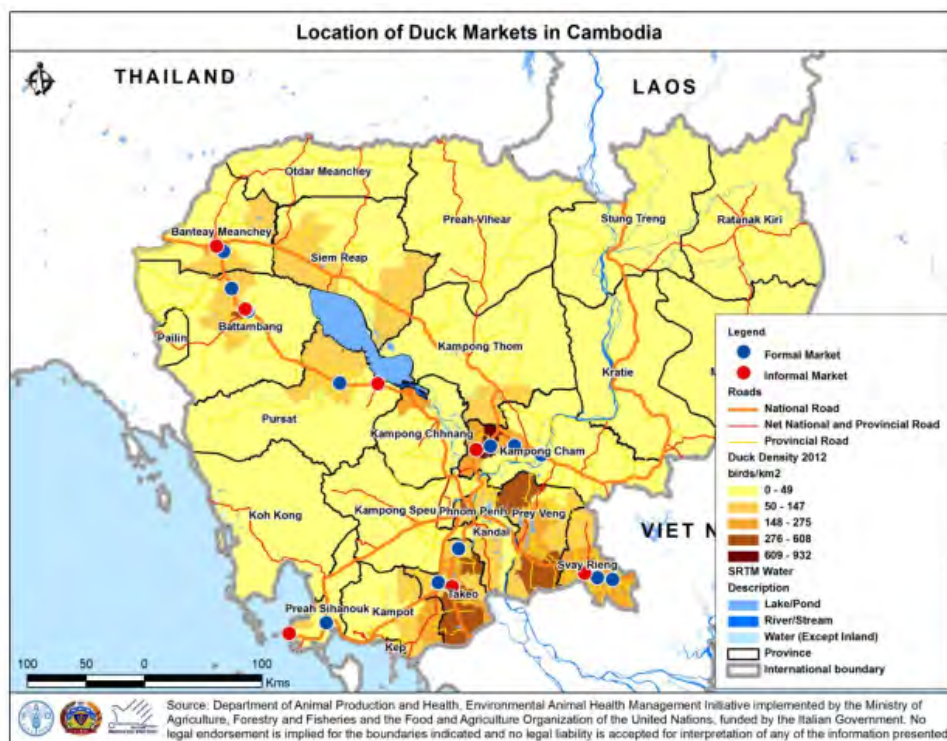 Location of Duck Markets in Cambodia
THAILAND
LAOS
Otdar Meanchey
Preah-Vihear
Stung Treng
Ratanak Kiri
Banteay Meanchey
Siem Reap
Battambang
Pailin
Kampong Thom
Kratie
M
Pursat
Kampong Chhnang
Kampong Cham
Koh Kong
Kampong Speu
Phnom Penh
Prey Veng
Kandal
VIET N
Svay Rieng
Takeo
Preah Sihanouk
Kampot
Kep
Legend
Formal Market
Informal Market
Roads
National Road
Net National and Provincial Road
Provincial Road
Duck Density 2012
birds/km2
0 - 49
50 - 147
148 - 275
276 - 608
609 - 932
SRTM Water
Description
Lake/Pond
River/Stream
Water (Except Inland)
Province
International boundary
100 50 0 100
Kms
Source: Department of Animal Production and Health, Environmental Animal Health Management Initiative implemented by the Ministry of
Agriculture, Forestry and Fisheries and the Food and Agriculture Organization of the United Nations, funded by the Italian Government. No
legal endorsement is implied for the boundaries indicated and no legal liability is accepted for interpretation of any of the information presented